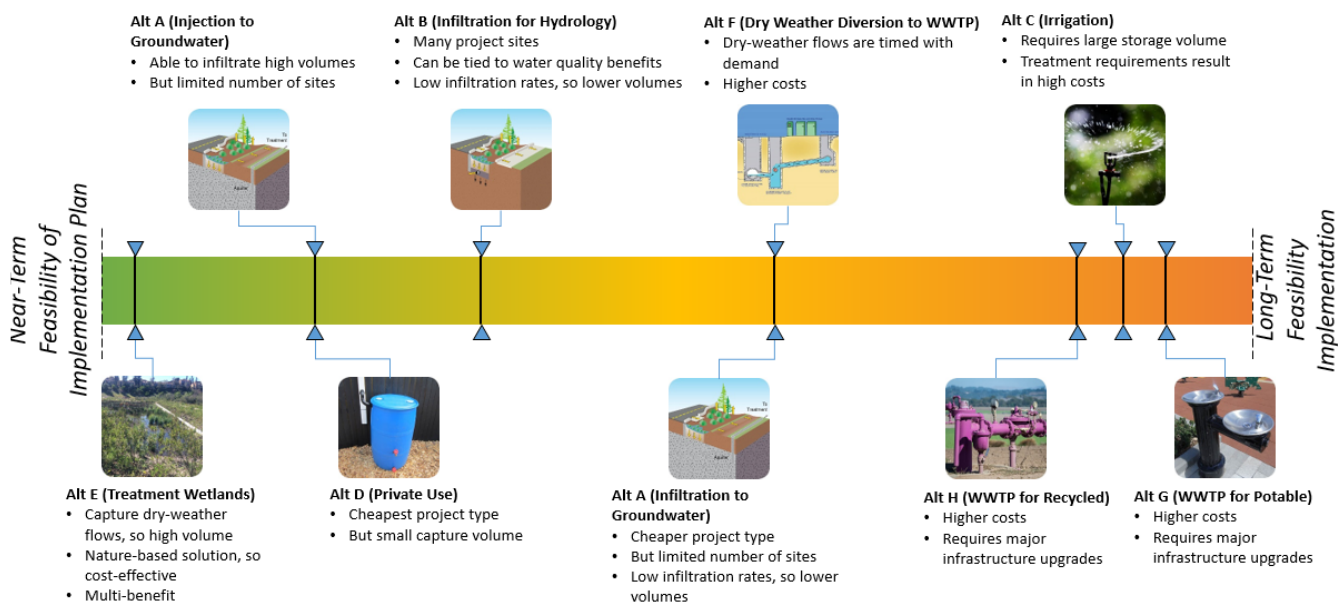 Alt A (Injection to
Groundwater)
• Able to infiltrate high volumes
• But limited number of sites
Alt B (Infiltration for Hydrology)
• Many project sites
• Can be tied to water quality benefits
• Low infiltration rates, so lower volumes
Alt F (Dry Weather Diversion to WWTP)
• Dry-weather flows are timed with
demand
• Higher costs
Alt C (Irrigation)
• Requires large storage volume
• Treatment requirements result
in high costs
To
Treatment
Aquifer
Near-Term
Feasibility of
Implementation Plan
Long-Term
Feasibility
Implementation
To
Treatment
Aquifer
Alt E (Treatment Wetlands)
• Capture dry-weather
flows, so high volume
• Nature-based solution, so
cost-effective
• Multi-benefit
Alt D (Private Use)
• Cheapest project type
• But small capture volume
Alt A (Infiltration to
Groundwater)
• Cheaper project type
• But limited number of sites
• Low infiltration rates, so lower
volumes
Alt H (WWTP for Recycled)
• Higher costs
• Requires major
infrastructure upgrades
Alt G (WWTP for Potable)
• Higher costs
• Requires major
infrastructure upgrades